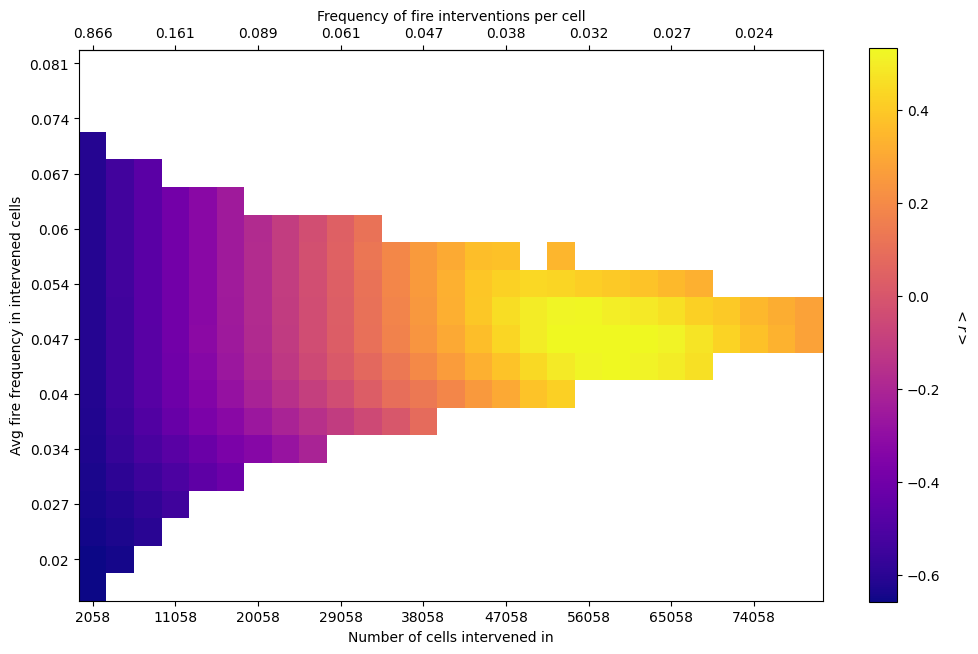 Frequency of fire interventions per cell
0.866 0.161 0.089 0.061 0.047 0.038 0.032 0.027 0.024
Avg fire frequency in intervened cells
0.081
0.074
0.067
0.06
0.054
0.047
0.04
0.034
0.027
0.02
2058 11058 20058 29058 38058 47058 56058 65058 74058
Number of cells intervened in
0.4
0.2
0.0
−0.2
−0.4
−0.6
< r >